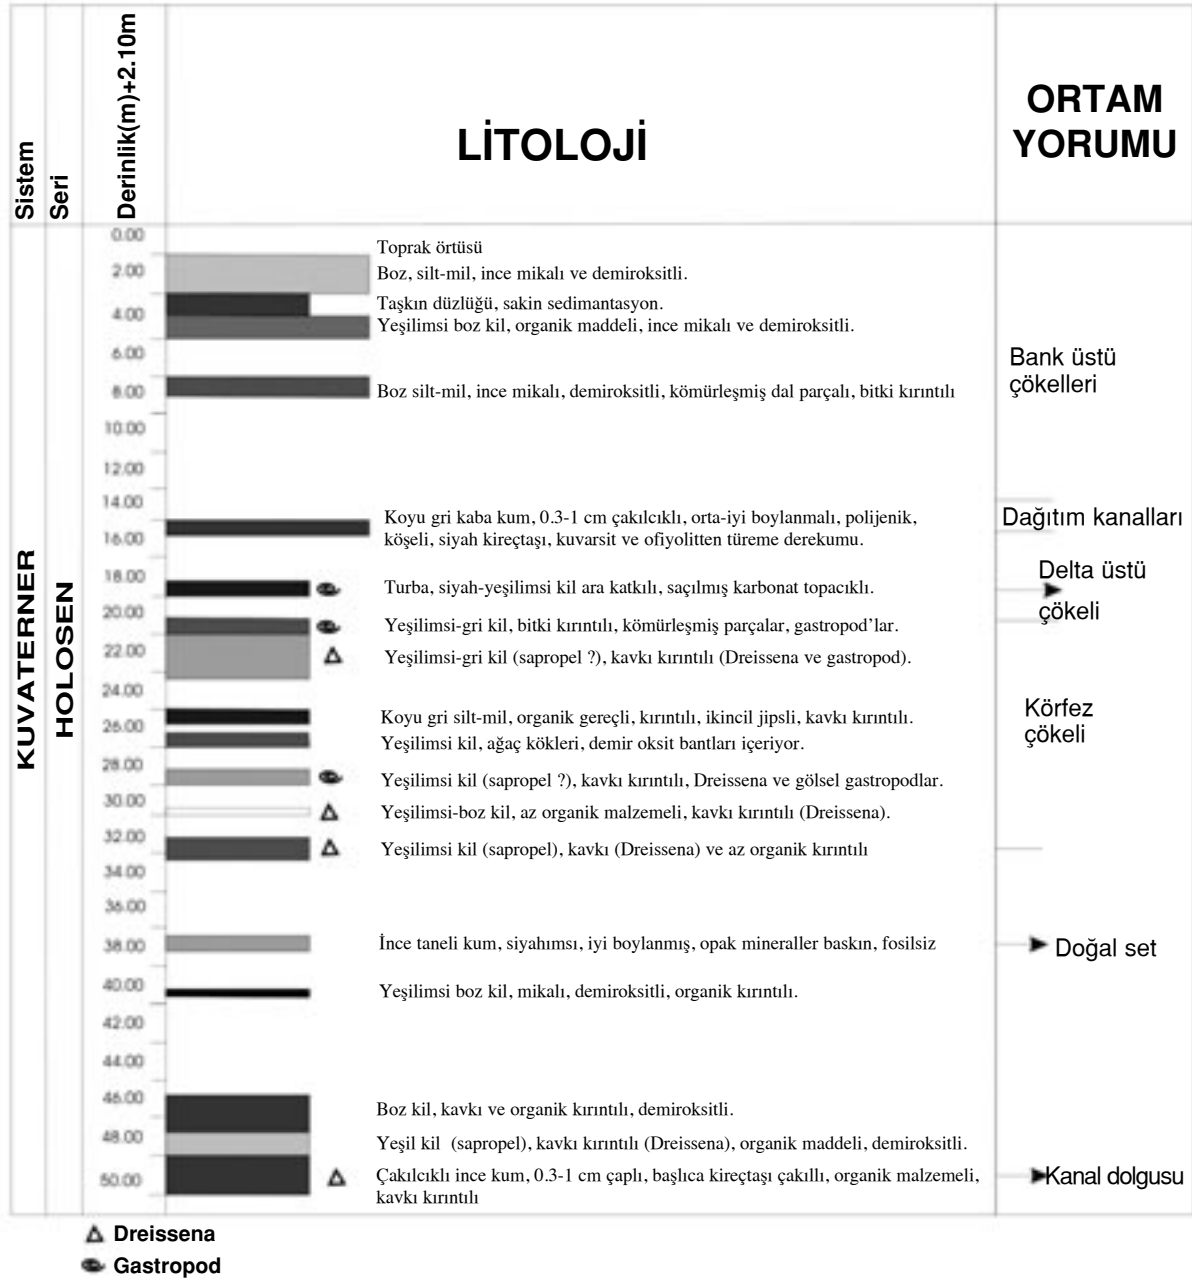 Sistem
Seri
Derinlik(m)+2.10m
LİTOLOJİ
ORTAM
YORUMU
KUVATERNER
HOLOSEN
0.00
2.00
4.00
6.00
8.00
10.00
12.00
14.00
16.00
18.00
20.00
22.00
24.00
26.00
28.00
30.00
32.00
34.00
36.00
38.00
40.00
42.00
44.00
46.00
48.00
50.00
Toprak örtüsü
Boz, silt-mil, ince mikalı ve demiroksitli.
Taşkın düzlüğü, sakin sedimantasyon.
Yeşilimsi boz kil, organik maddeli, ince mikalı ve demiroksitli.
Boz silt-mil, ince mikalı, demiroksitli, kömürleşmiş dal parçalı, bitki kırıntılı
Koyu gri kaba kum, 0.3-1 cm çakılcıklı, orta-iyi boylanmalı, polijenik,
köşeli, siyah kireçtaşı, kuvarsit ve ofiyolitten türeme derekumu.
Turba, siyah-yeşilimsi kil ara katkılı, saçılmış karbonat topacıklı.
Yeşilimsi-gri kil, bitki kırıntılı, kömürleşmiş parçalar, gastropod'lar.
Yeşilimsi-gri kil (sapropel ?), kavkı kırıntılı (Dreissena ve gastropod).
Koyu gri silt-mil, organik gereçli, kırıntılı, ikincil jipsli, kavkı kırıntılı.
Yeşilimsi kil, ağaç kökleri, demir oksit bantları içeriyor.
Yeşilimsi kil (sapropel ?), kavkı kırıntılı, Dreissena ve gölsel gastropodlar.
Yeşilimsi-boz kil, az organik malzemeli, kavkı kırıntılı (Dreissena).
Yeşilimsi kil (sapropel), kavkı (Dreissena) ve az organik kırıntılı
İnce taneli kum, siyahımsı, iyi boylanmış, opak mineraller baskın, fosilsiz
Yeşilimsi boz kil, mikalı, demiroksitli, organik kırıntılı.
Boz kil, kavkı ve organik kırıntılı, demiroksitli.
Yeşil kil (sapropel), kavkı kırıntılı (Dreissena), organik maddeli, demiroksitli.
Çakılcıklı ince kum, 0.3-1 cm çaplı, başlıca kireçtaşı çakıllı, organik malzemeli,
kavkı kırıntılı
Bank üstü
çökelleri
Dağıtım kanalları
Delta üstü
çökeli
Körfez
çökeli
Doğal set
Kanal dolgusu
Dreissena
Gastropod